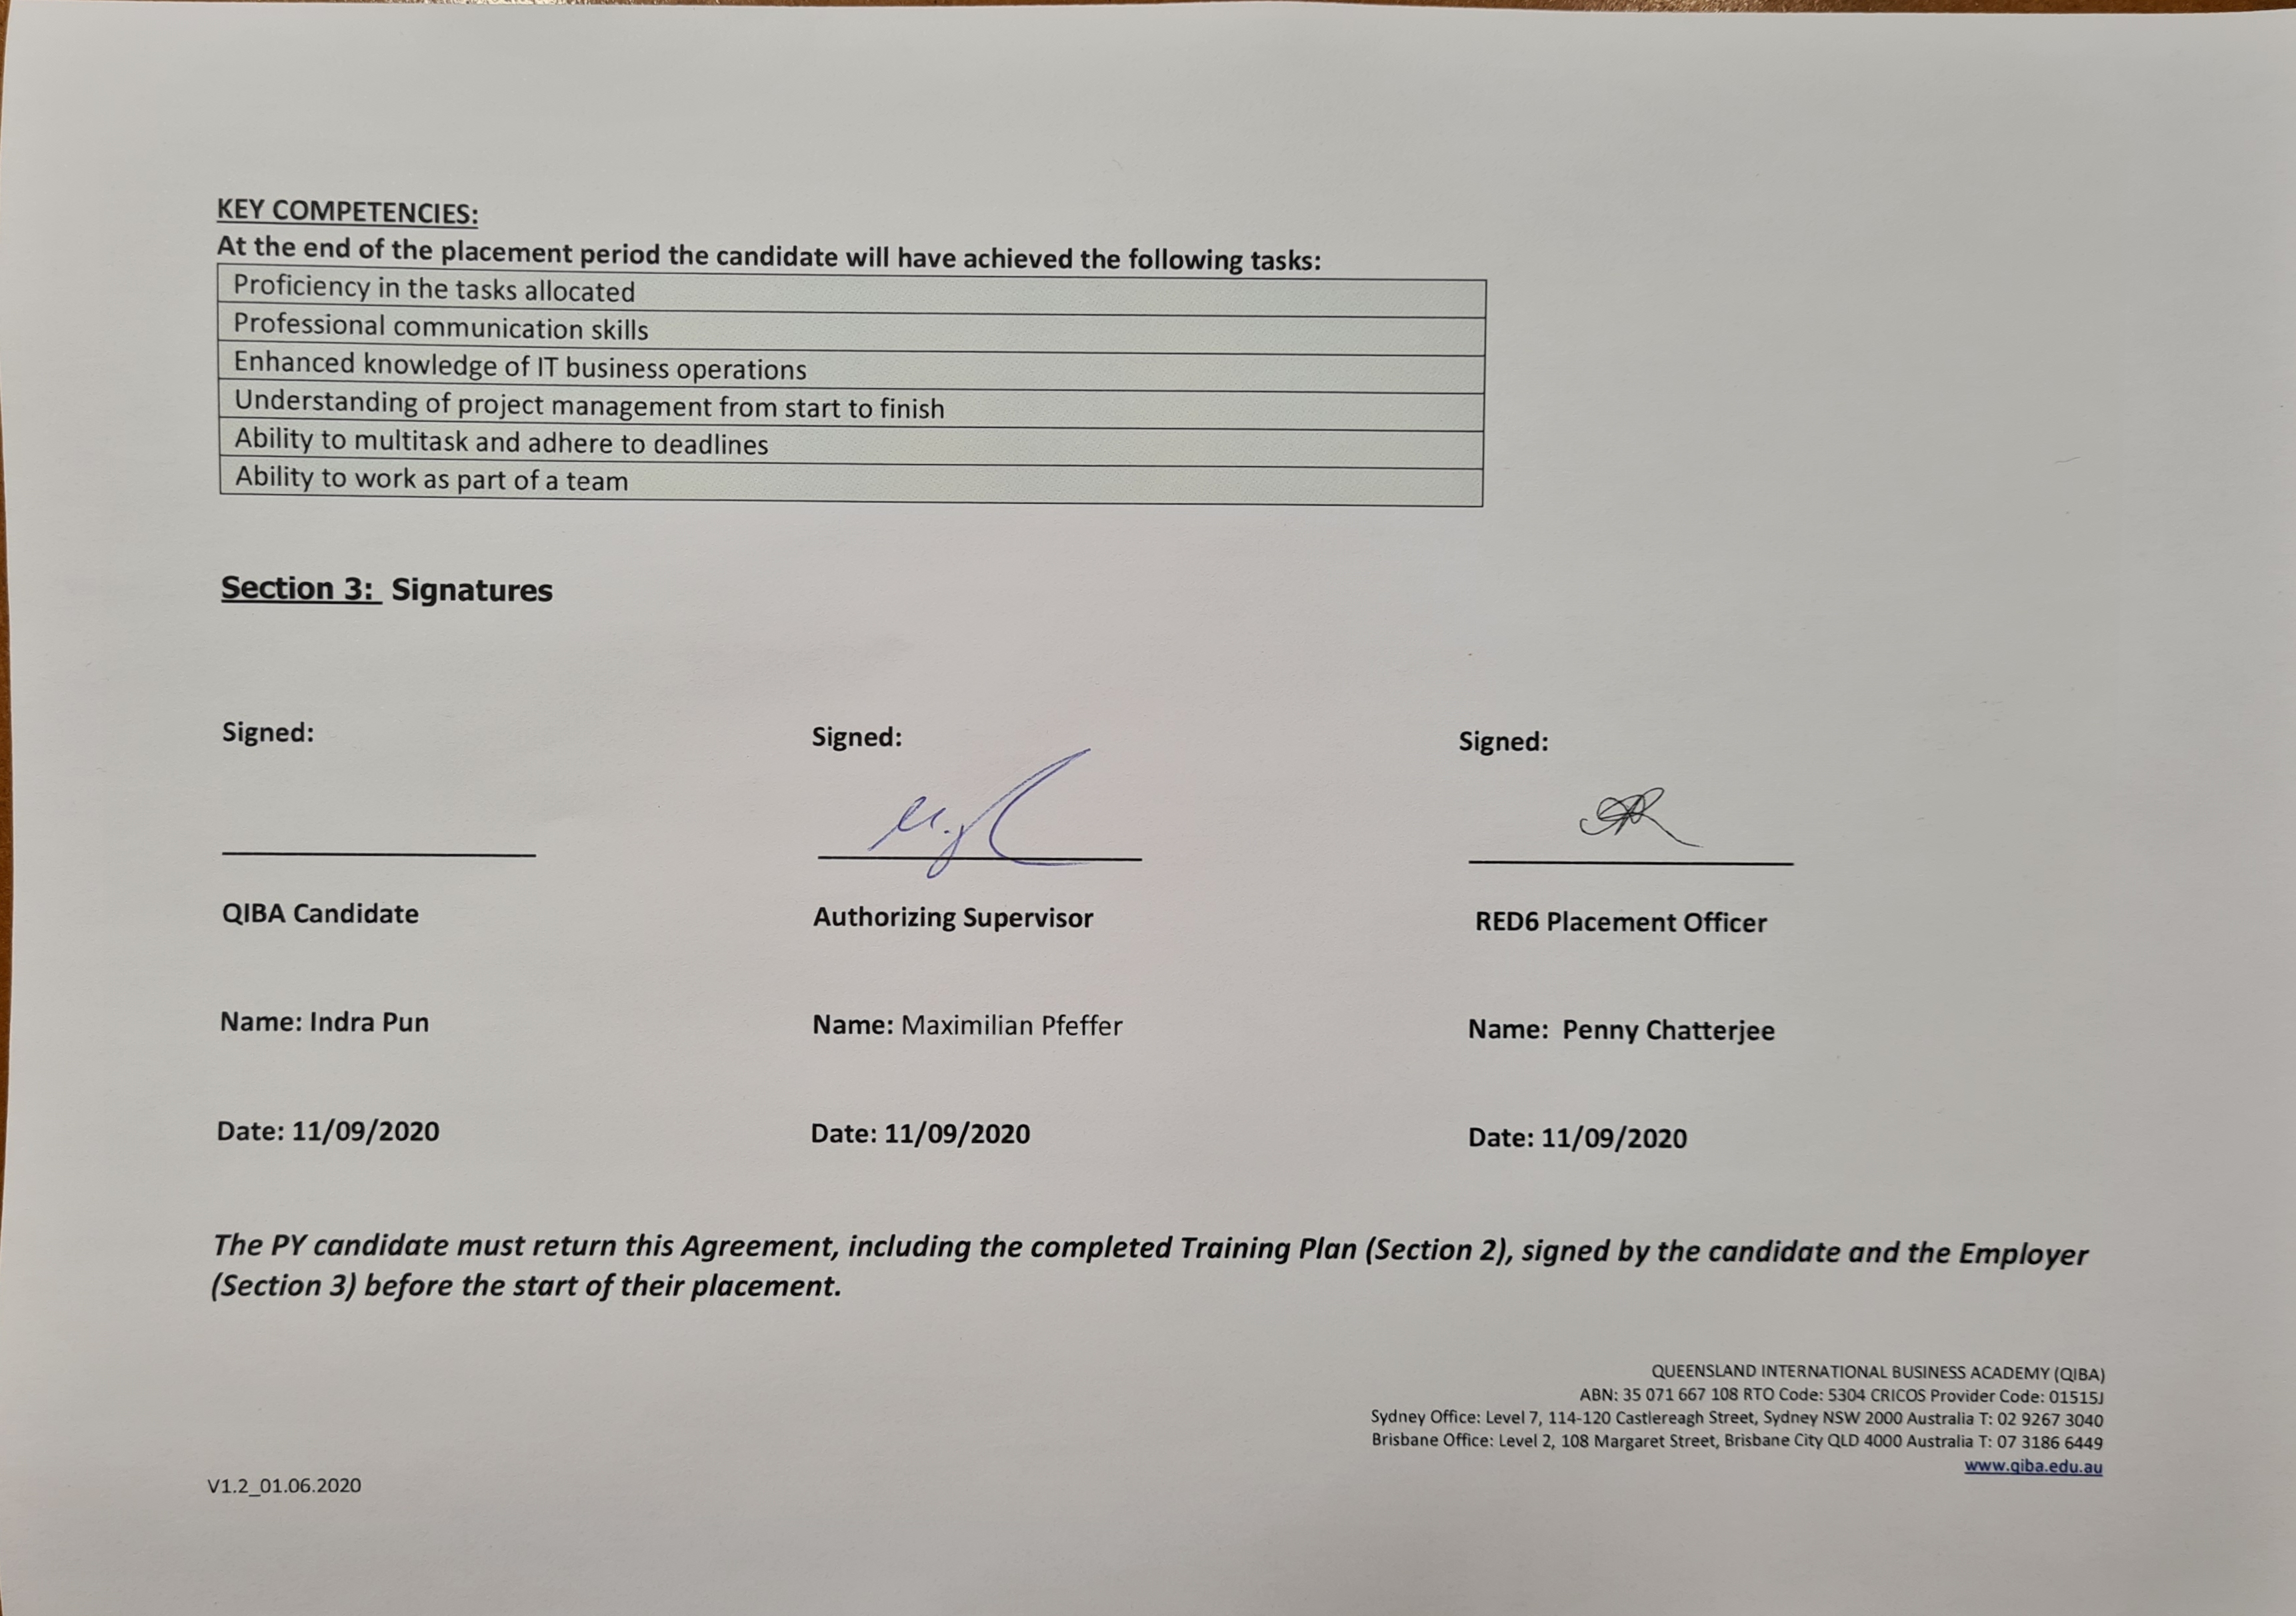 KEY COMPETENCIES:
At the end of the placement period the candidate will have achieved the following tasks:
Proficiency in the tasks allocated
Professional communication skills
Enhanced knowledge of IT business operations
Understanding of project management from start to finish
Ability to multitask and adhere to deadlines
Ability to work as part of a team
Section 3: Signatures
Signed: Signed: Signed:
QIBA Candidate Authorizing Supervisor RED6 Placement Officer
Name: Indra Pun Name: Maximilian Pfeffer Name: Penny Chatterjee
Date: 11/09/2020 Date: 11/09/2020 Date: 11/09/2020
The PY candidate must return this Agreement, including the completed Training Plan (Section 2), signed by the candidate and the Employer
(Section 3) before the start of their placement.
QUEENSLAND INTERNATIONAL BUSINESS ACADEMY (QIBA)
ABN: 35 071 667 108 RTO Code: 5304 CRICOS Provider Code: 01515J
Sydney Office: Level 7, 114-120 Castlereagh Street, Sydney NSW 2000 Australia T: 02 9267 3040
Brisbane Office: Level 2, 108 Margaret Street, Brisbane City QLD 4000 Australia T: 07 3186 6449
www.qiba.edu.au
V1.2_01.06.2020